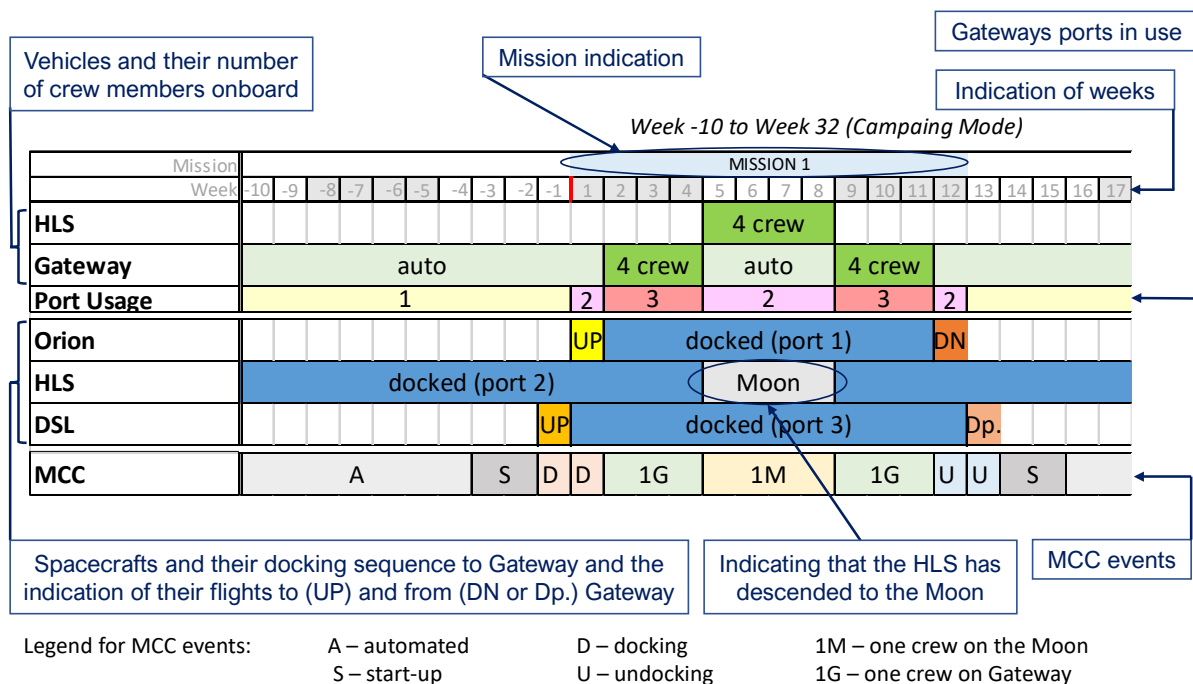 Gateways ports in use
Vehicles and their number
of crew members onboard
Mission indication
Indication of weeks
Week -10 to Week 32 (Campaing Mode)
Mission MISSION 1
Week -10 -9 -8 -7 -6 -5 -4 -3 -2 -1 1 2 3 4 5 6 7 8 9 10 11 12 13 14 15 16 17
HLS 4 crew
Gateway auto 4 crew auto 4 crew
Port Usage 1 2 3 2 3 2
Orion UP docked (port 1) DN
HLS docked (port 2) Moon
DSL UP docked (port 3) Dp.
MCC A S D D 1G 1M 1G U U S
Spacecrafts and their docking sequence to Gateway and the
indication of their flights to (UP) and from (DN or Dp.) Gateway
Indicating that the HLS has
descended to the Moon
MCC events
Legend for MCC events: A – automated D – docking 1M – one crew on the Moon
S – start-up U – undocking 1G – one crew on Gateway